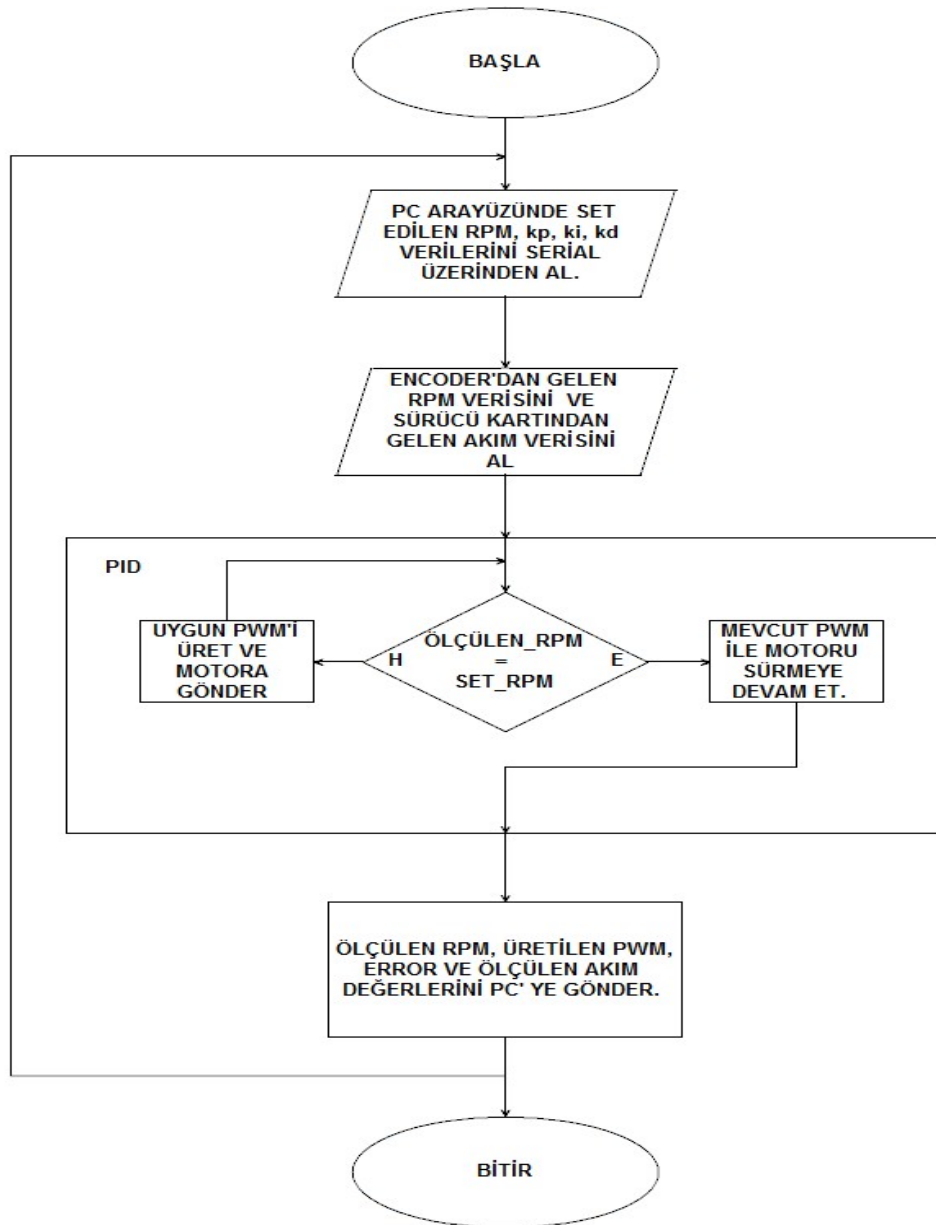 BAŞLA
PC ARAYÜZÜNDE SET
EDİLEN RPM, kp, ki, kd
VERİLERİNİ SERIAL
ÜZERİNDEN AL.
ENCODER'DAN GELEN
RPM VERİSİNİ VE
SÜRÜCÜ KARTINDAN
GELEN AKIM VERİSİNİ
AL
PID
UYGUN PWM'İ
ÜRET VE
MOTORA
GÖNDER
H
ÖLÇÜLEN_RPM
=
SET_RPM
E
MEVCUT PWM
İLE MOTORU
SÜRMEYE
DEVAM ET.
ÖLÇÜLEN RPM, ÜRETİLEN PWM,
ERROR VE ÖLÇÜLEN AKIM
DEĞERLERİNİ PC' YE GÖNDER.
BİTİR